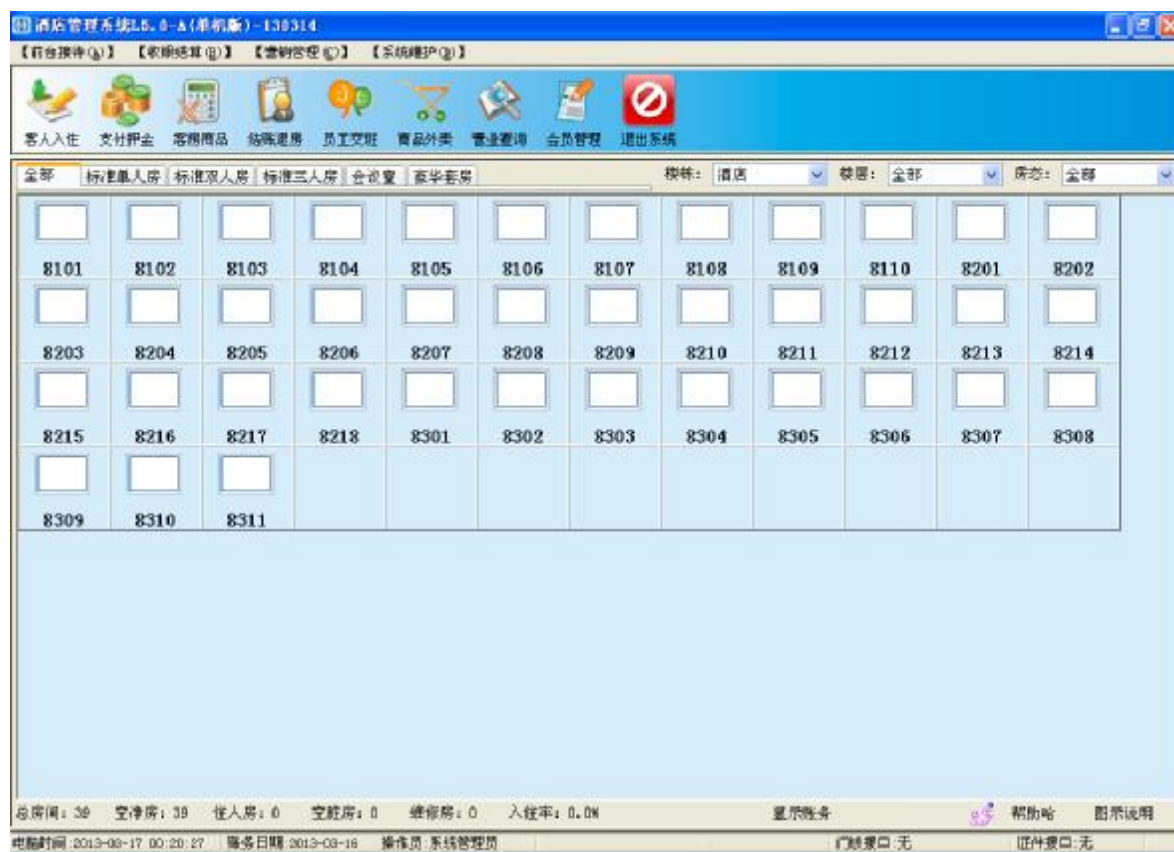 酒店管理系统L5.0-A(单机版)-130314
【前台接待(A)】 【收账结算(B)】 【营销管理(C)】 【系统维护(D)】
客人入住 支付押金 客房商品 结账退房 员工交班 商品外卖 营业查询 会员管理 退出系统
全部 标准单人房 标准双人房 标准三人房 会议室 豪华套房 楼栋: 酒店 楼层: 全部 房态: 全部
8101 8102 8103 8104 8105 8106 8107 8108 8109 8110 8201 8202
8203 8204 8205 8206 8207 8208 8209 8210 8211 8212 8213 8214
8215 8216 8217 8218 8301 8302 8303 8304 8305 8306 8307 8308
8309 8310 8311
总房间: 39 空净房: 39 住人房: 0 空脏房: 0 维修房: 0 入住率: 0.0% 显示账务 帮助哈 图示说明
电脑时间:2013-03-17 00:20:27 账务日期:2013-03-16 操作员:系统管理员 门锁接口:无 证件接口:无